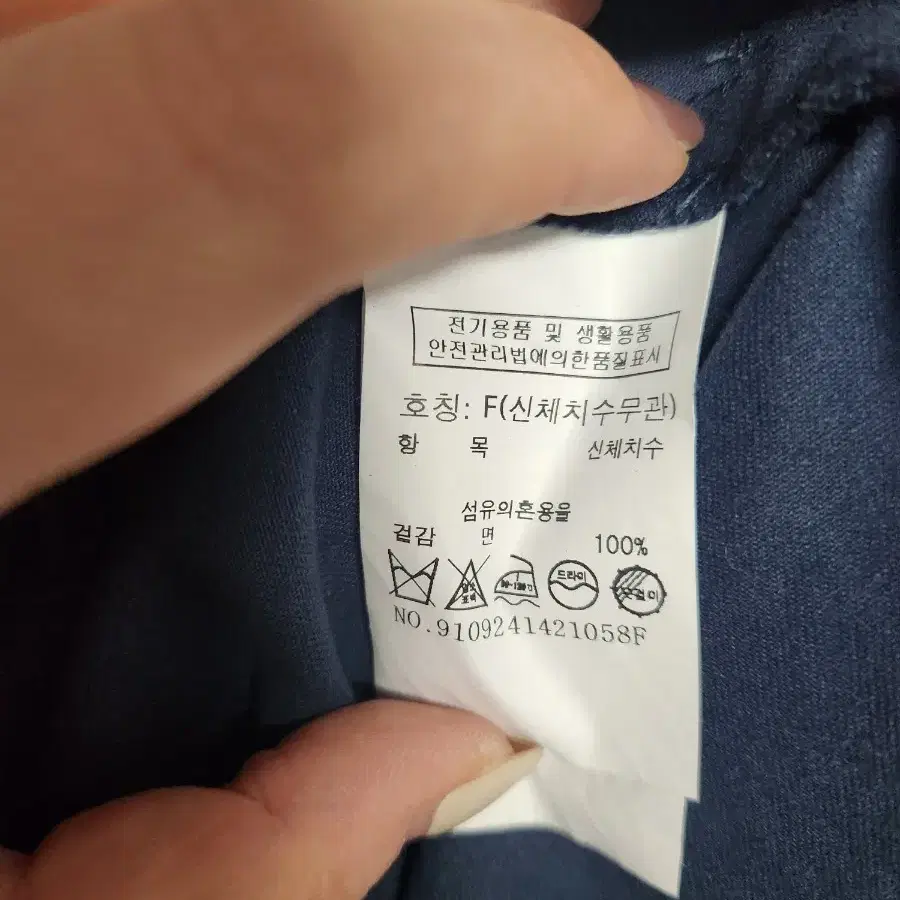 전기용품 및 생활용품
안전관리법에의한품질표시
호칭: F(신체치수무관)
항 목 신체치수
섬유의혼용율
겉감 면 100%
드라이
NO.9109241421058F